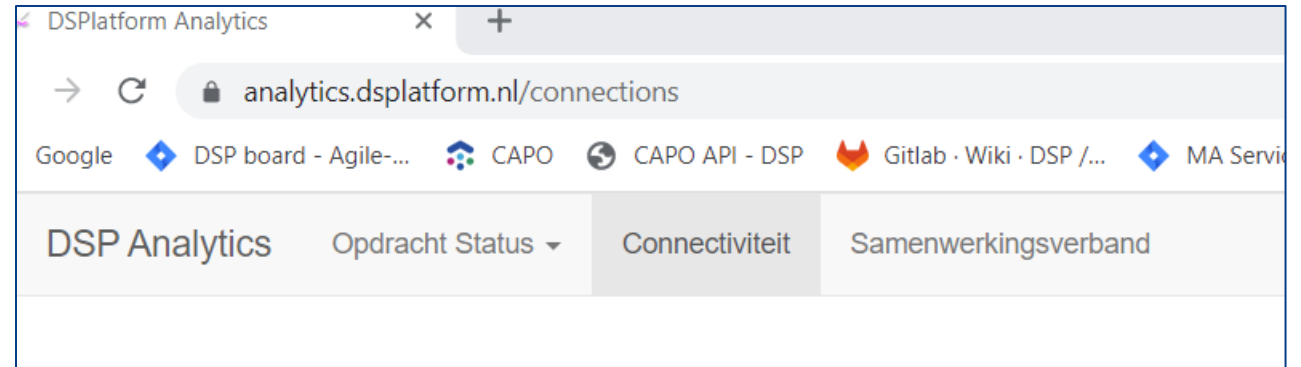 DSPlatform Analytics
analytics.dsplatform.nl/connections
Google DSP board - Agile-... CAPO CAPO API - DSP Gitlab · Wiki · DSP /... MA Servi
DSP Analytics Opdracht Status Connectiviteit Samenwerkingsverband